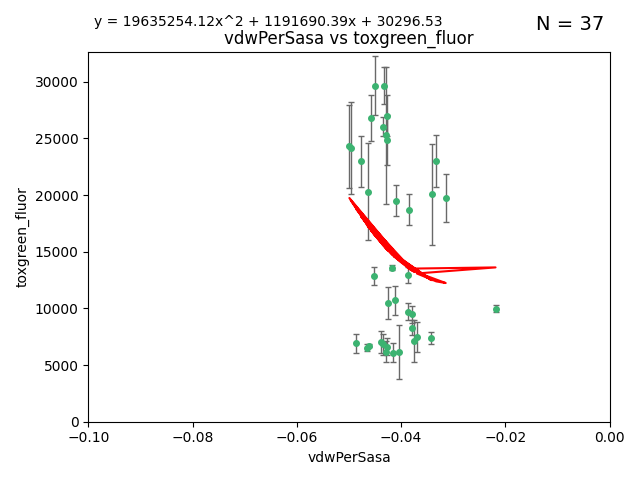 y = 19635254.12x^2 + 1191690.39x + 30296.53
N = 37
vdwPerSasa vs toxgreen_fluor
30000
25000
20000
15000
10000
5000
0
toxgreen_fluor
−0.10 −0.08 −0.06 −0.04 −0.02 0.00
vdwPerSasa